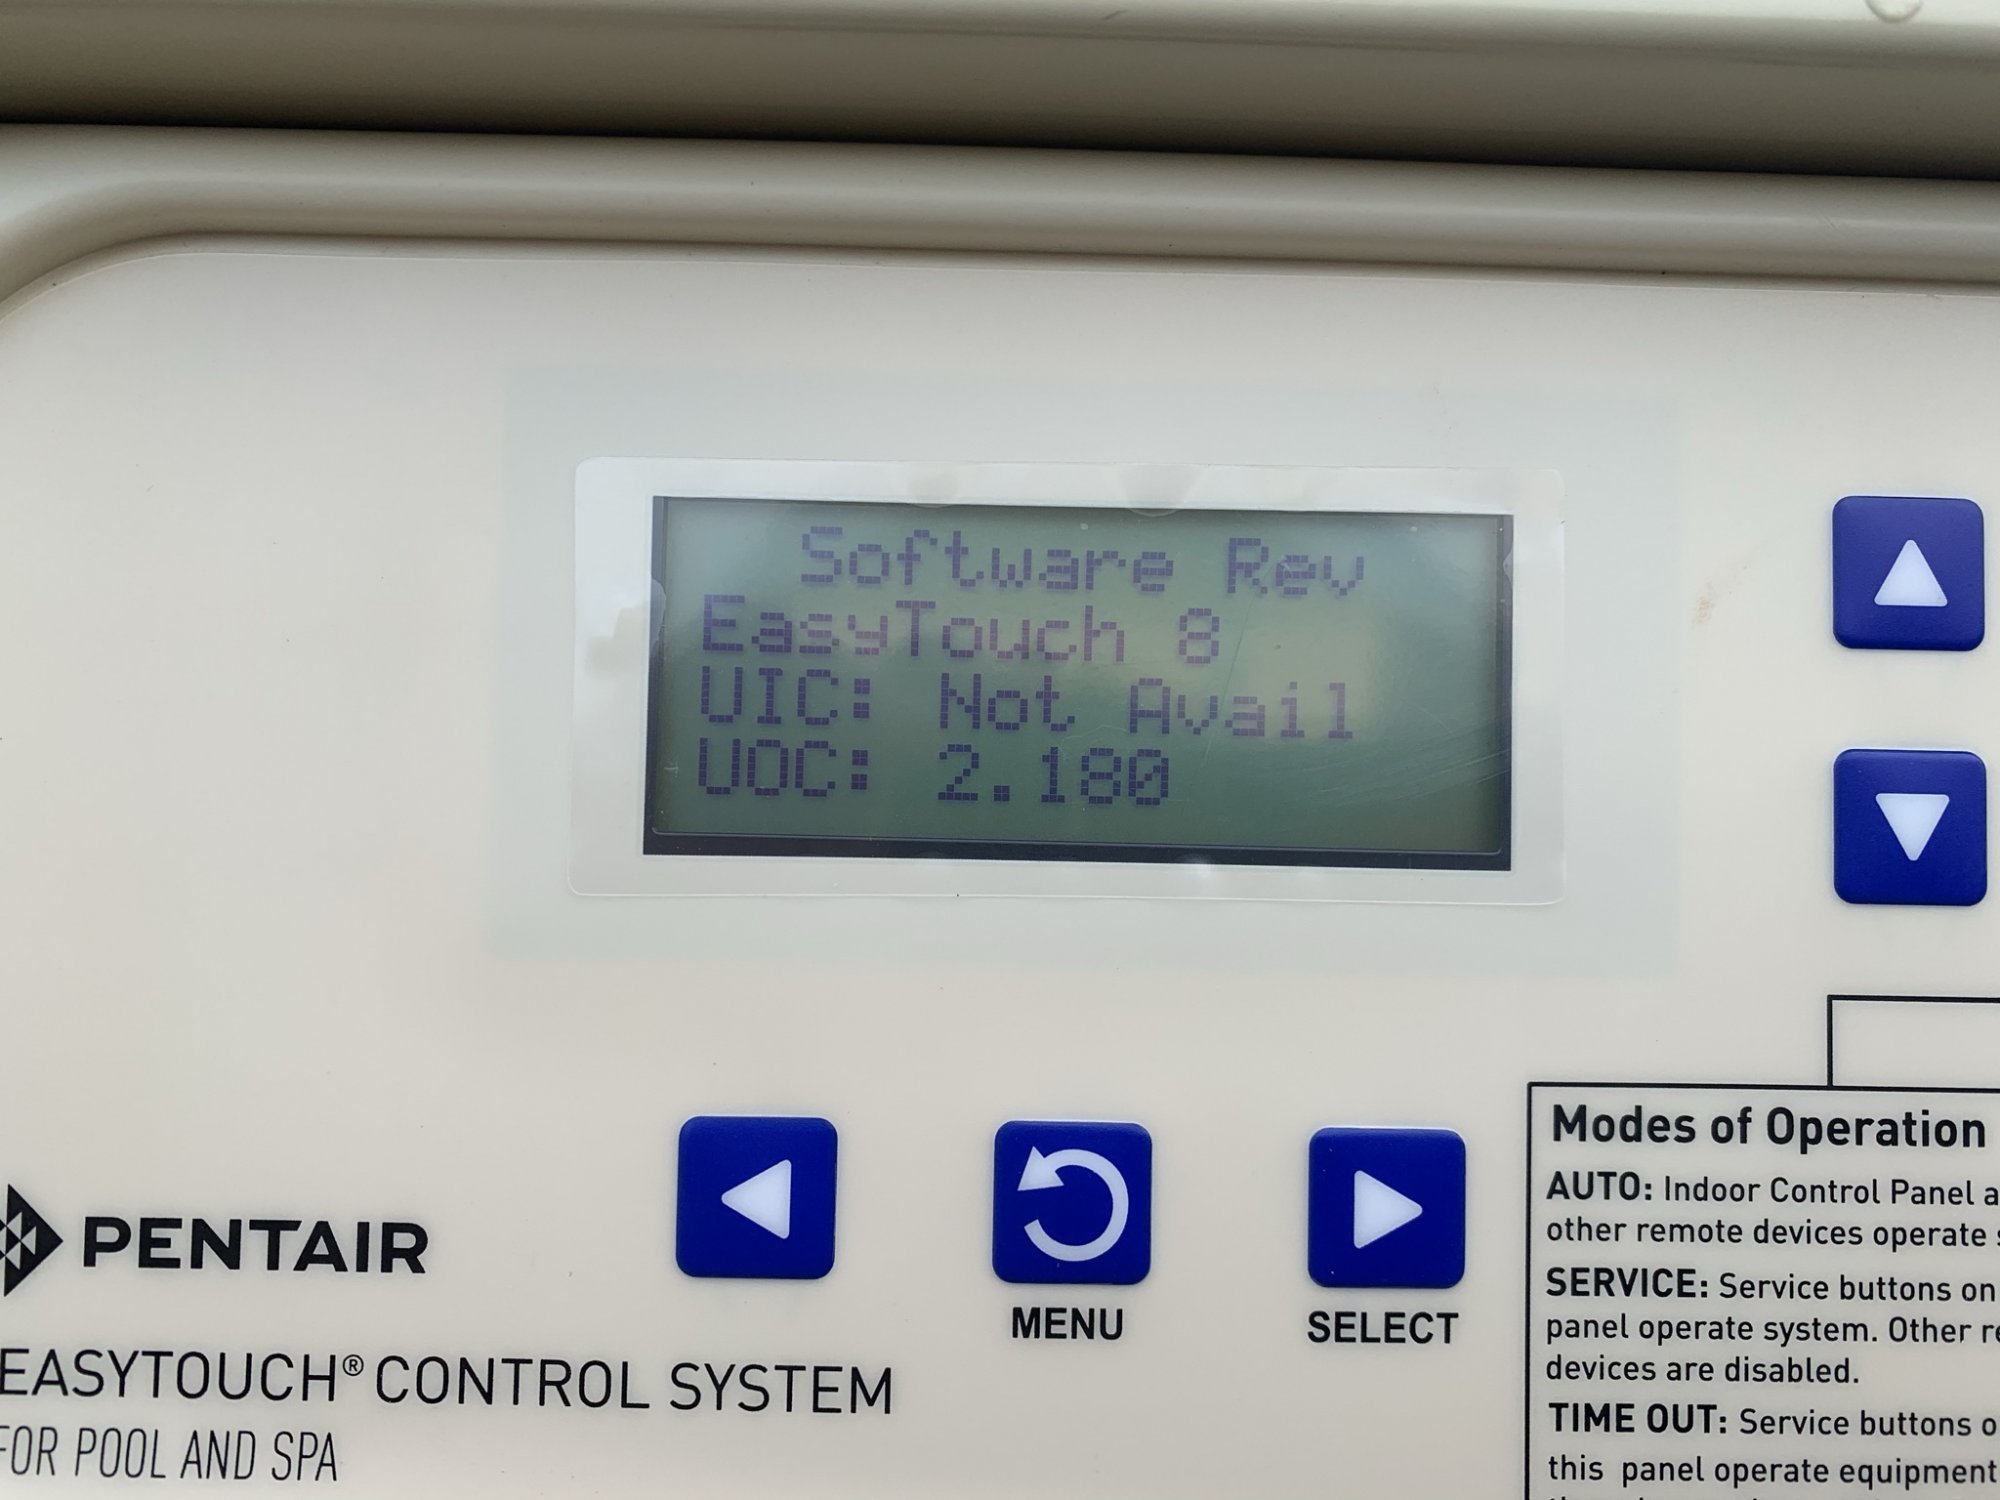 Software Rev
EasyTouch 8
UIC: Not Avail
UOC: 2.180
MENU
SELECT
PENTAIR
EASYTOUCH® CONTROL SYSTEM
FOR POOL AND SPA
Modes of Operation
AUTO: Indoor Control Panel
other remote devices operate
SERVICE: Service buttons on
panel operate system. Other
devices are disabled.
TIME OUT: Service buttons
this panel operate equipment